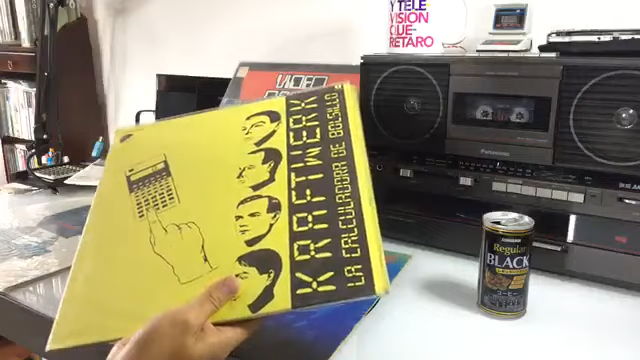 Y TELE
VISION
QUE
RETARO
VIDEO
KRAFTWERK
LA CALCULADORA DE BOLSILLO
Panasonic
Regular
BLACK